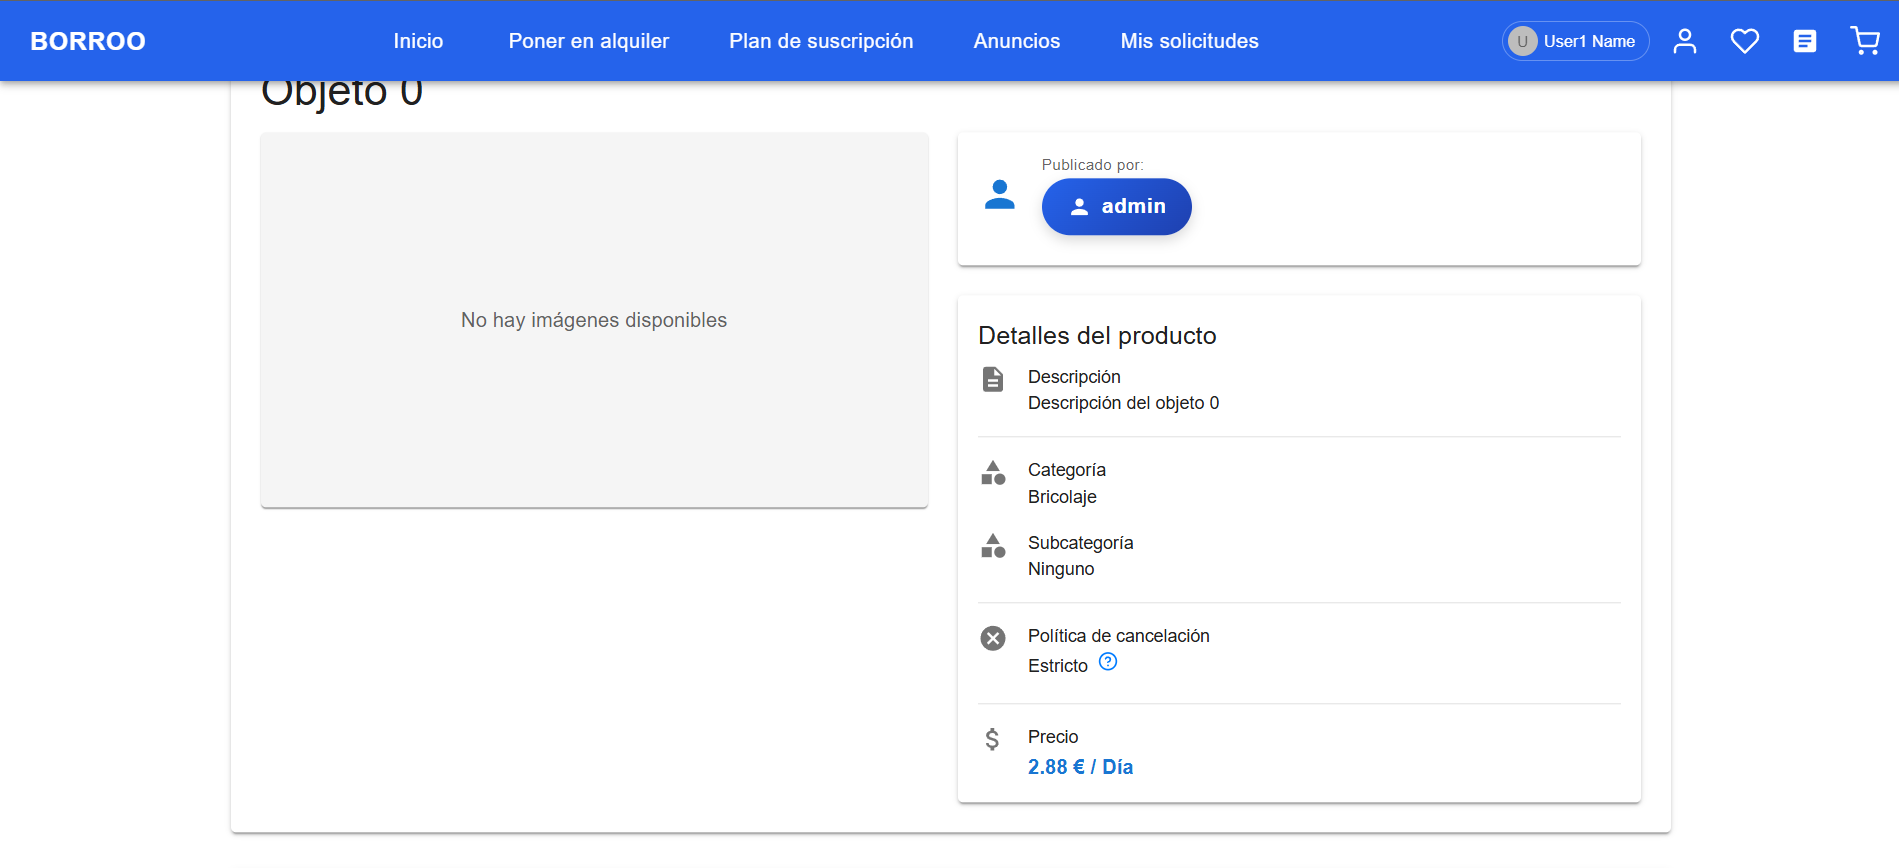 BORROO
Inicio
Poner en alquiler
Plan de suscripción
Anuncios
Mis solicitudes
U
User1 Name
Objeto 0
No hay imágenes disponibles
Publicado por:
admin
Detalles del producto
Descripción
Descripción del objeto 0
Categoría
Bricolaje
Subcategoría
Ninguno
Política de cancelación
Estricto
Precio
2.88 € / Día